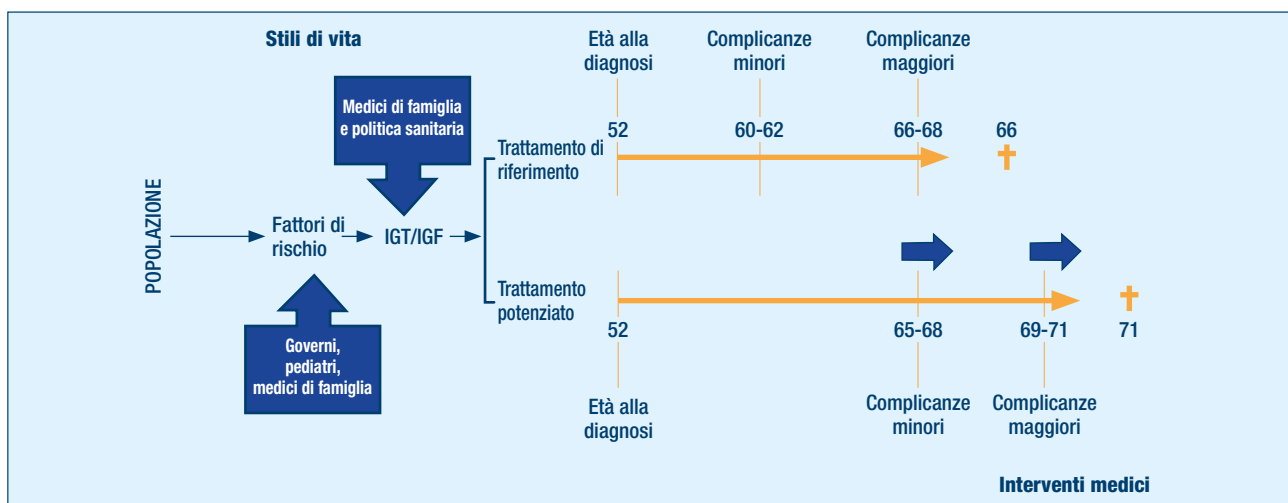 Stili di vita
Età alla
diagnosi
Complicanze
minori
Complicanze
maggiori
Medici di famiglia
e politica sanitaria
52
60-62
66-68
66
Trattamento di
riferimento
POPOLAZIONE
Fattori di
rischio
IGT/IGF
Trattamento
potenziato
52
65-68
69-71
71
Governi,
pediatri,
medici di famiglia
Età alla
diagnosi
Complicanze
minori
Complicanze
maggiori
Interventi medici